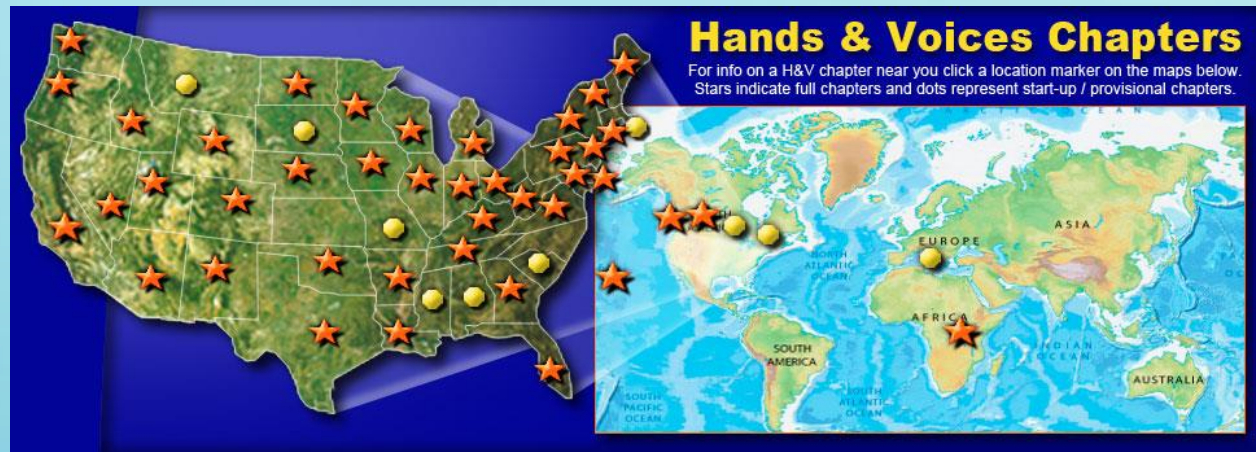 Hands & Voices Chapters
For info on a H&V chapter near you click a location marker on the maps below.
Stars indicate full chapters and dots represent start-up / provisional chapters.
ASIA
EUROPE
NORTH
ATLANTIC
OCEAN
AFRICA
INDIAN
OCEAN
SOUTH
AMERICA
AUSTRALIA
SOUTH
PACIFIC
OCEAN
SOUTH
ATLANTIC
OCEAN